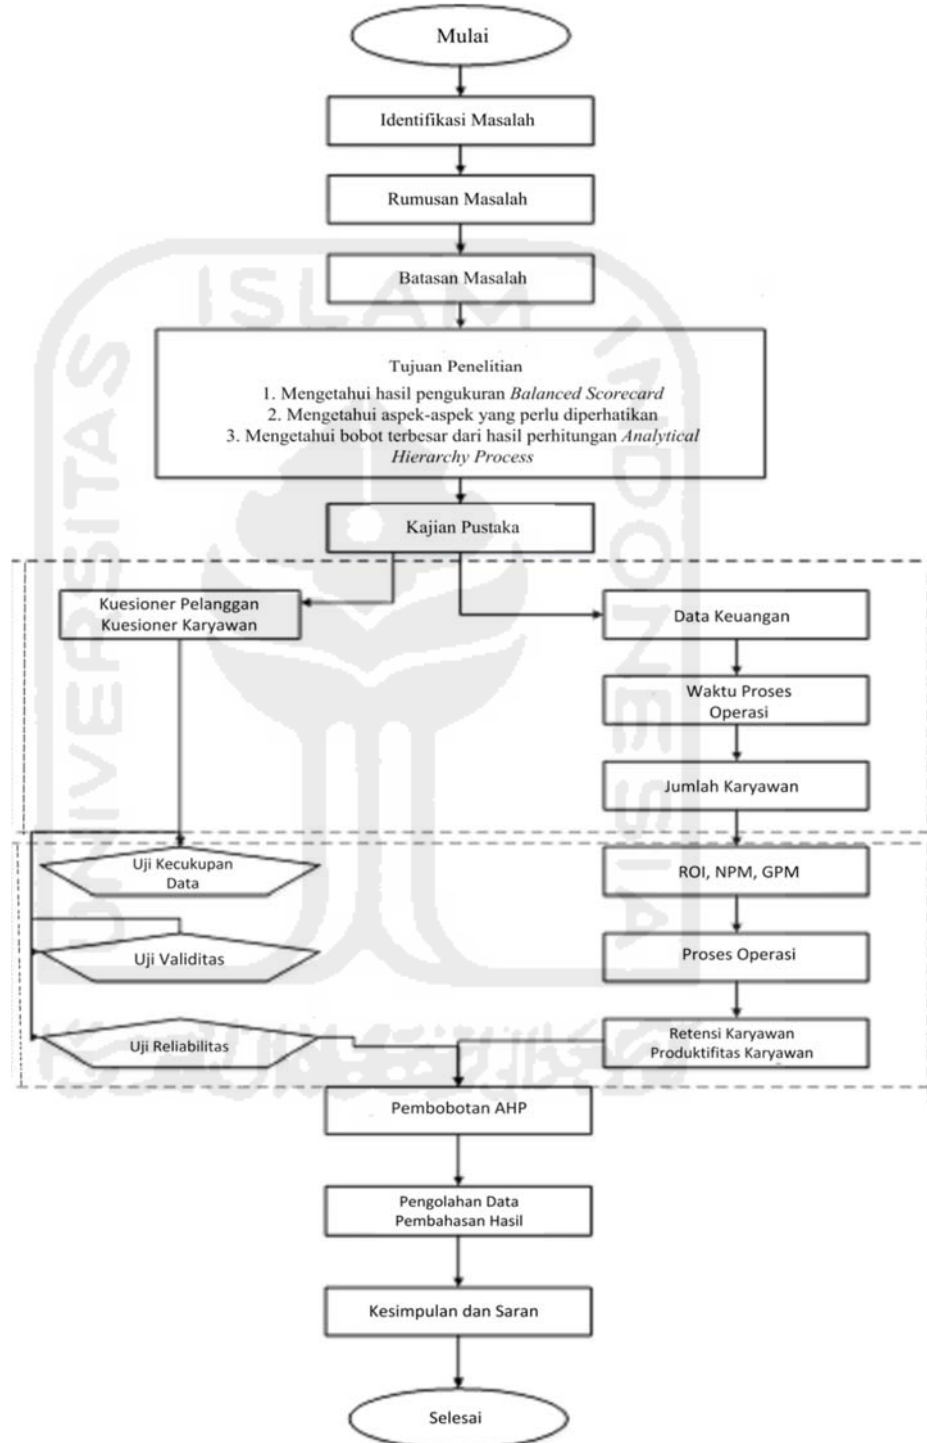 Mulai
Identifikasi Masalah
Rumusan Masalah
Batasan Masalah
Tujuan Penelitian
1. Mengetahui hasil pengukuran Balanced Scorecard
2. Mengetahui aspek-aspek yang perlu diperhatikan
3. Mengetahui bobot terbesar dari hasil perhitungan Analytical
Hierarchy Process
Kajian Pustaka
Kuesioner Pelanggan
Kuesioner Karyawan
Data Keuangan
Waktu Proses
Operasi
Jumlah Karyawan
Uji Kecukupan
Data
ROI, NPM, GPM
Uji Validitas
Proses Operasi
Uji Reliabilitas
Retensi Karyawan
Produktifitas Karyawan
Pembobotan AHP
Pengolahan Data
Pembahasan Hasil
Kesimpulan dan Saran
Selesai
UNIVERSITAS
ISLAM
INDONESIA